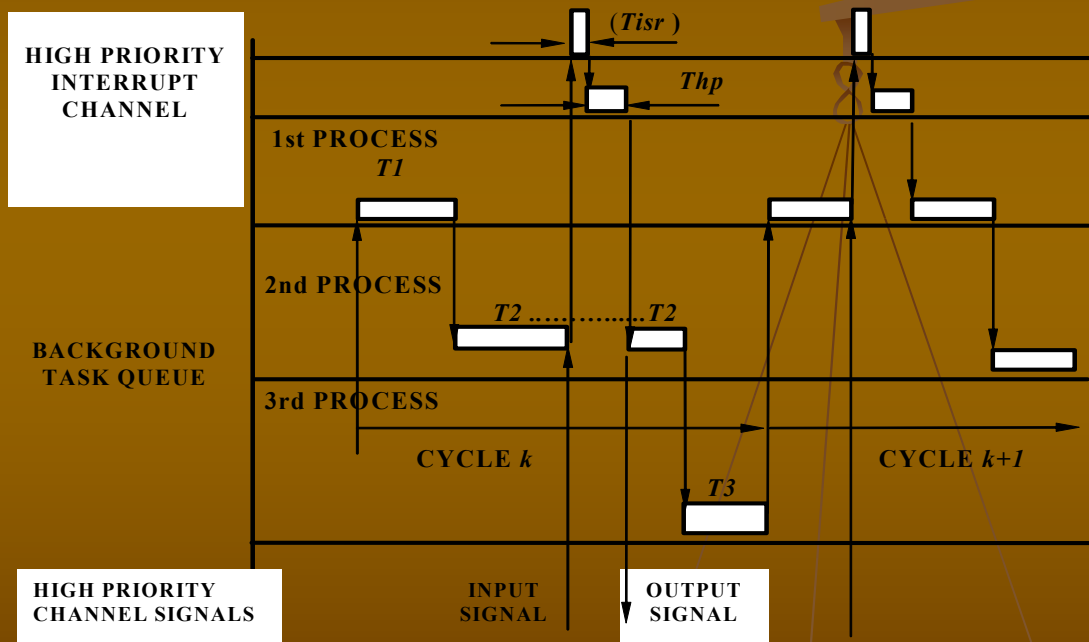 (Tisr)
HIGH PRIORITY
INTERRUPT
CHANNEL
Thp
1st PROCESS
T1
2nd PROCESS
T2 ............. T2
BACKGROUND
TASK QUEUE
3rd PROCESS
CYCLE k
CYCLE k+1
T3
HIGH PRIORITY
CHANNEL SIGNALS
INPUT
SIGNAL
OUTPUT
SIGNAL